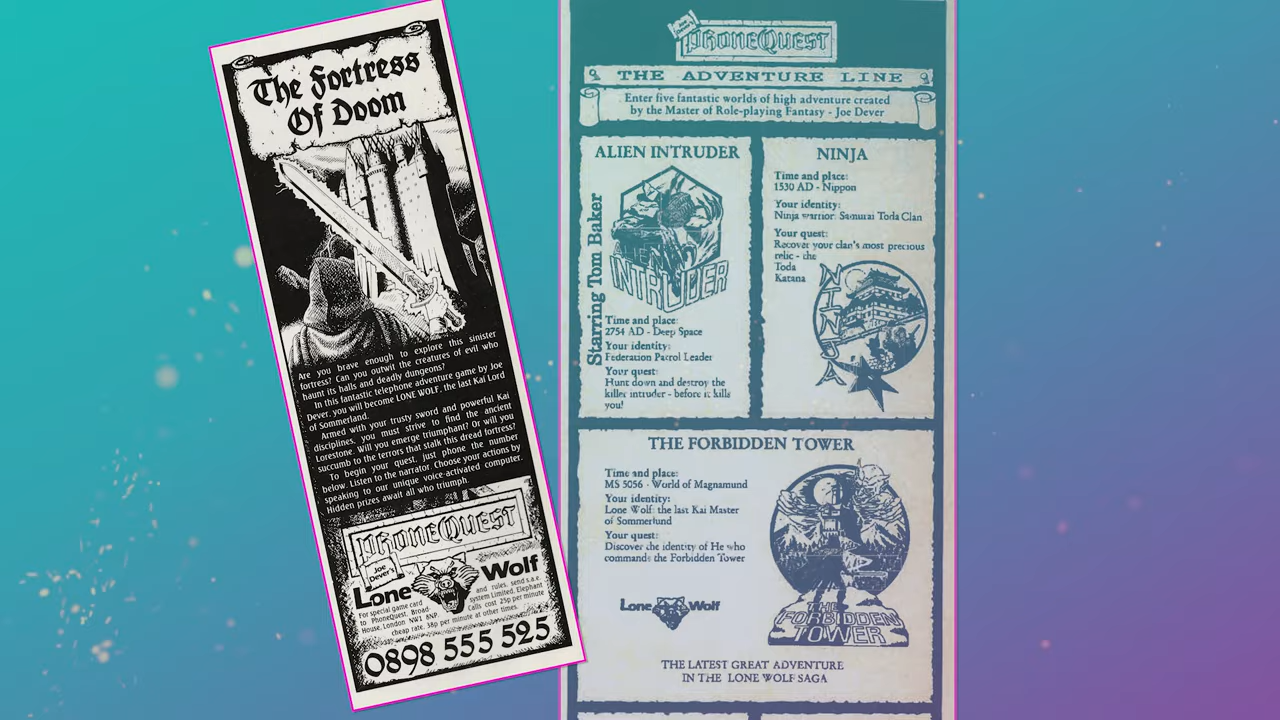 The Fortress
Of Doom
Are you brave enough to explore this sinister
fortress? Can you outwit the creatures of evil who
haunt its halls and deadly dungeons?
In this fantastic telephone adventure game by Joe
Dever, you will become LONE WOLF, the last Kai Lord
of Sommerland.
Armed with your trusty sword and powerful Kai
disciplines, you must strive to find the ancient
Lorestone. Will you emerge triumphant? Or will you
succumb to the terrors that stalk this dread fortress?
To begin your quest, just phone the number
below. Listen to the narrator. Choose your actions by
speaking to our unique voice-activated computer.
Hidden prizes await all who triumph.
PhoneQuest
Joe
Dever's
Lone Wolf
For special game card and rules, send s.a.e.
to PhoneQuest, Broadsystem Limited, Elephant
House, London NW1 8NP. Calls cost 25p per minute
cheap rate, 38p per minute at other times.
0898 555 525
PhoneQuest
THE ADVENTURE LINE
Enter five fantastic worlds of high adventure created
by the Master of Role-playing Fantasy - Joe Dever
ALIEN INTRUDER
Starring Tom Baker
ALIEN
INTRUDER
Time and place:
2754 AD - Deep Space
Your identity:
Federation Patrol Leader
Your quest:
Hunt down and destroy the
killer intruder - before it kills
you!
NINJA
Time and place:
1530 AD - Nippon
Your identity:
Ninja warrior: Samurai Toda Clan
Your quest:
Recover your clan's most precious
relic - the
Toda
Katana
NINJA
THE FORBIDDEN TOWER
Time and place:
MS 5056 - World of Magnamund
Your identity:
Lone Wolf: the last Kai Master
of Sommerlund
Your quest:
Discover the identity of He who
commands the Forbidden Tower
Lone Wolf
THE
FORBIDDEN
TOWER
THE LATEST GREAT ADVENTURE
IN THE LONE WOLF SAGA